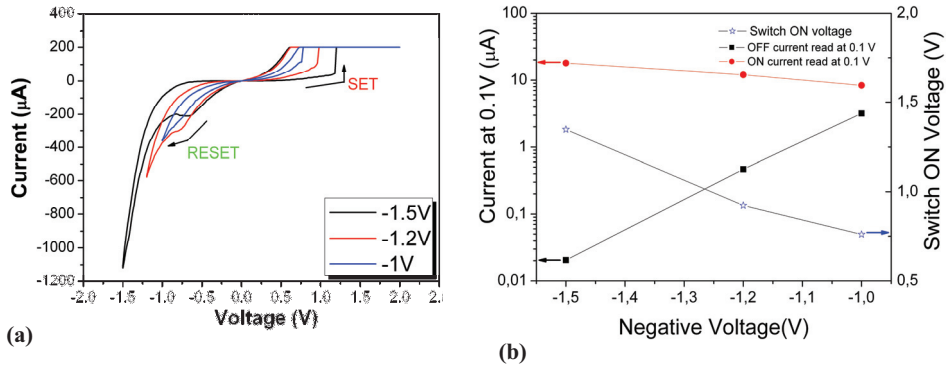 400
200
0
-200
-400
-600
-800
-1000
-1200
Current (µA)
SET
RESET
-1.5V
-1.2V
-1V
-2.0 -1.5 -1.0 -0.5 0.0 0.5 1.0 1.5 2.0
Voltage (V)
(a)
100
10
1
0,1
0,01
Current at 0.1V (µA)
Switch ON voltage
OFF current read at 0.1 V
ON current read at 0.1 V
2,0
1,5
1,0
0,5
Switch ON Voltage (V)
-1,5 -1,4 -1,3 -1,2 -1,1 -1,0
Negative Voltage(V)
(b)